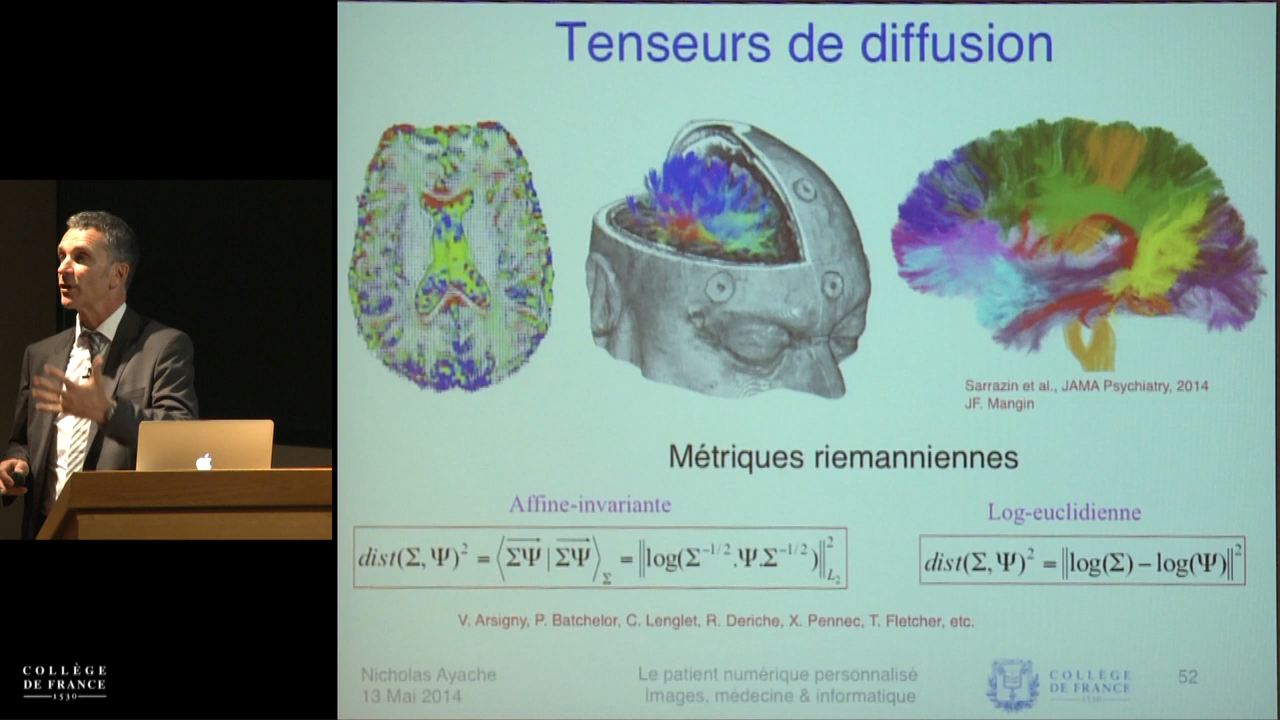 Tenseurs de diffusion
Sarrazin et al., JAMA Psychiatry, 2014
JF. Mangin
Métriques riemanniennes
Affine-invariante
Log-euclidienne
dist(Σ, Ψ)² = ⟨ΣΨ | ΣΨ⟩_Σ = ‖log(Σ^{-1/2}.Ψ.Σ^{-1/2})‖²_{L₂}
dist(Σ, Ψ)² = ‖log(Σ) − log(Ψ)‖²
V. Arsigny, P. Batchelor, C. Lenglet, R. Deriche, X. Pennec, T. Fletcher, etc.
Nicholas Ayache
13 Mai 2014
Le patient numérique personnalisé
Images, médecine & informatique
COLLÈGE
DE FRANCE
1530
52
COLLÈGE
DE FRANCE
1530